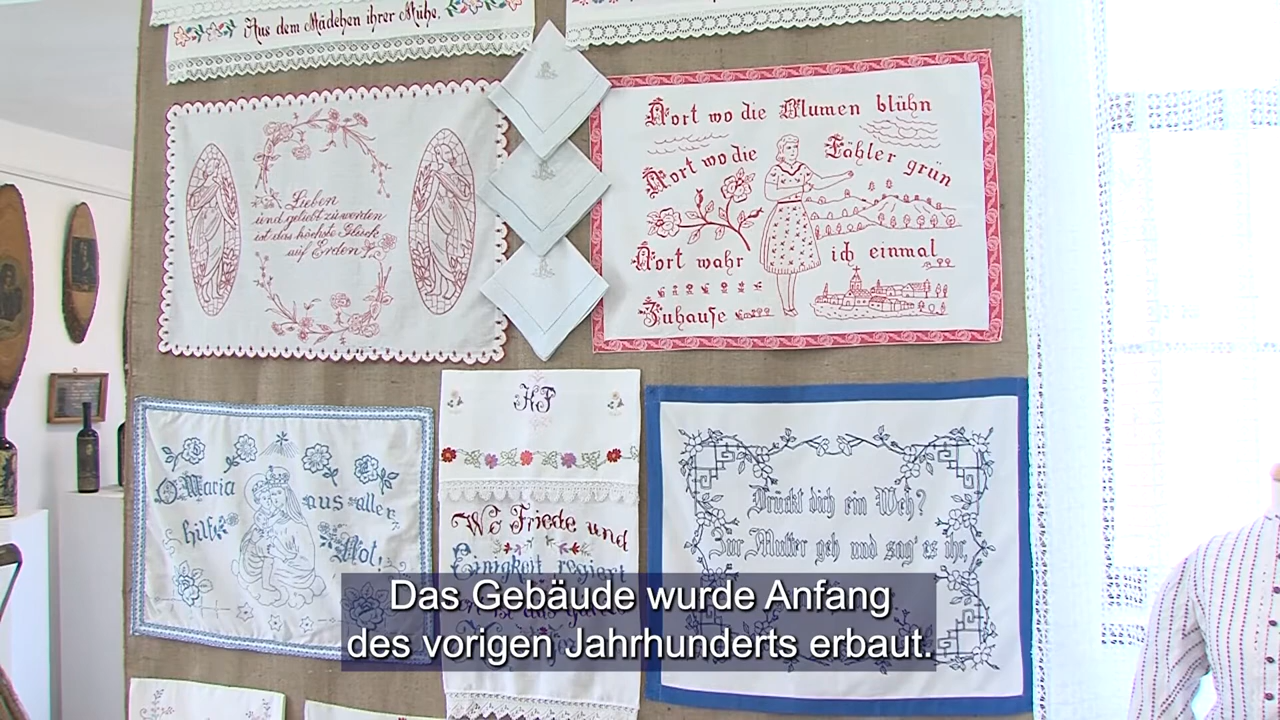 Aus dem Mädchen ihrer Mühe.
Lieben
und geliebt zu werden
ist das höchste Glück
auf Erden
Dort wo die Blumen blühn
Dort wo die Tähler grün
Dort wahr ich einmal
Zuhause
O Maria aus aller
hilf Not!
HF
Wo Friede und
Einigkeit regiert
Drückt dich ein Weh?
Zur Mutter geh und sag' es ihr,
Das Gebäude wurde Anfang
des vorigen Jahrhunderts erbaut.